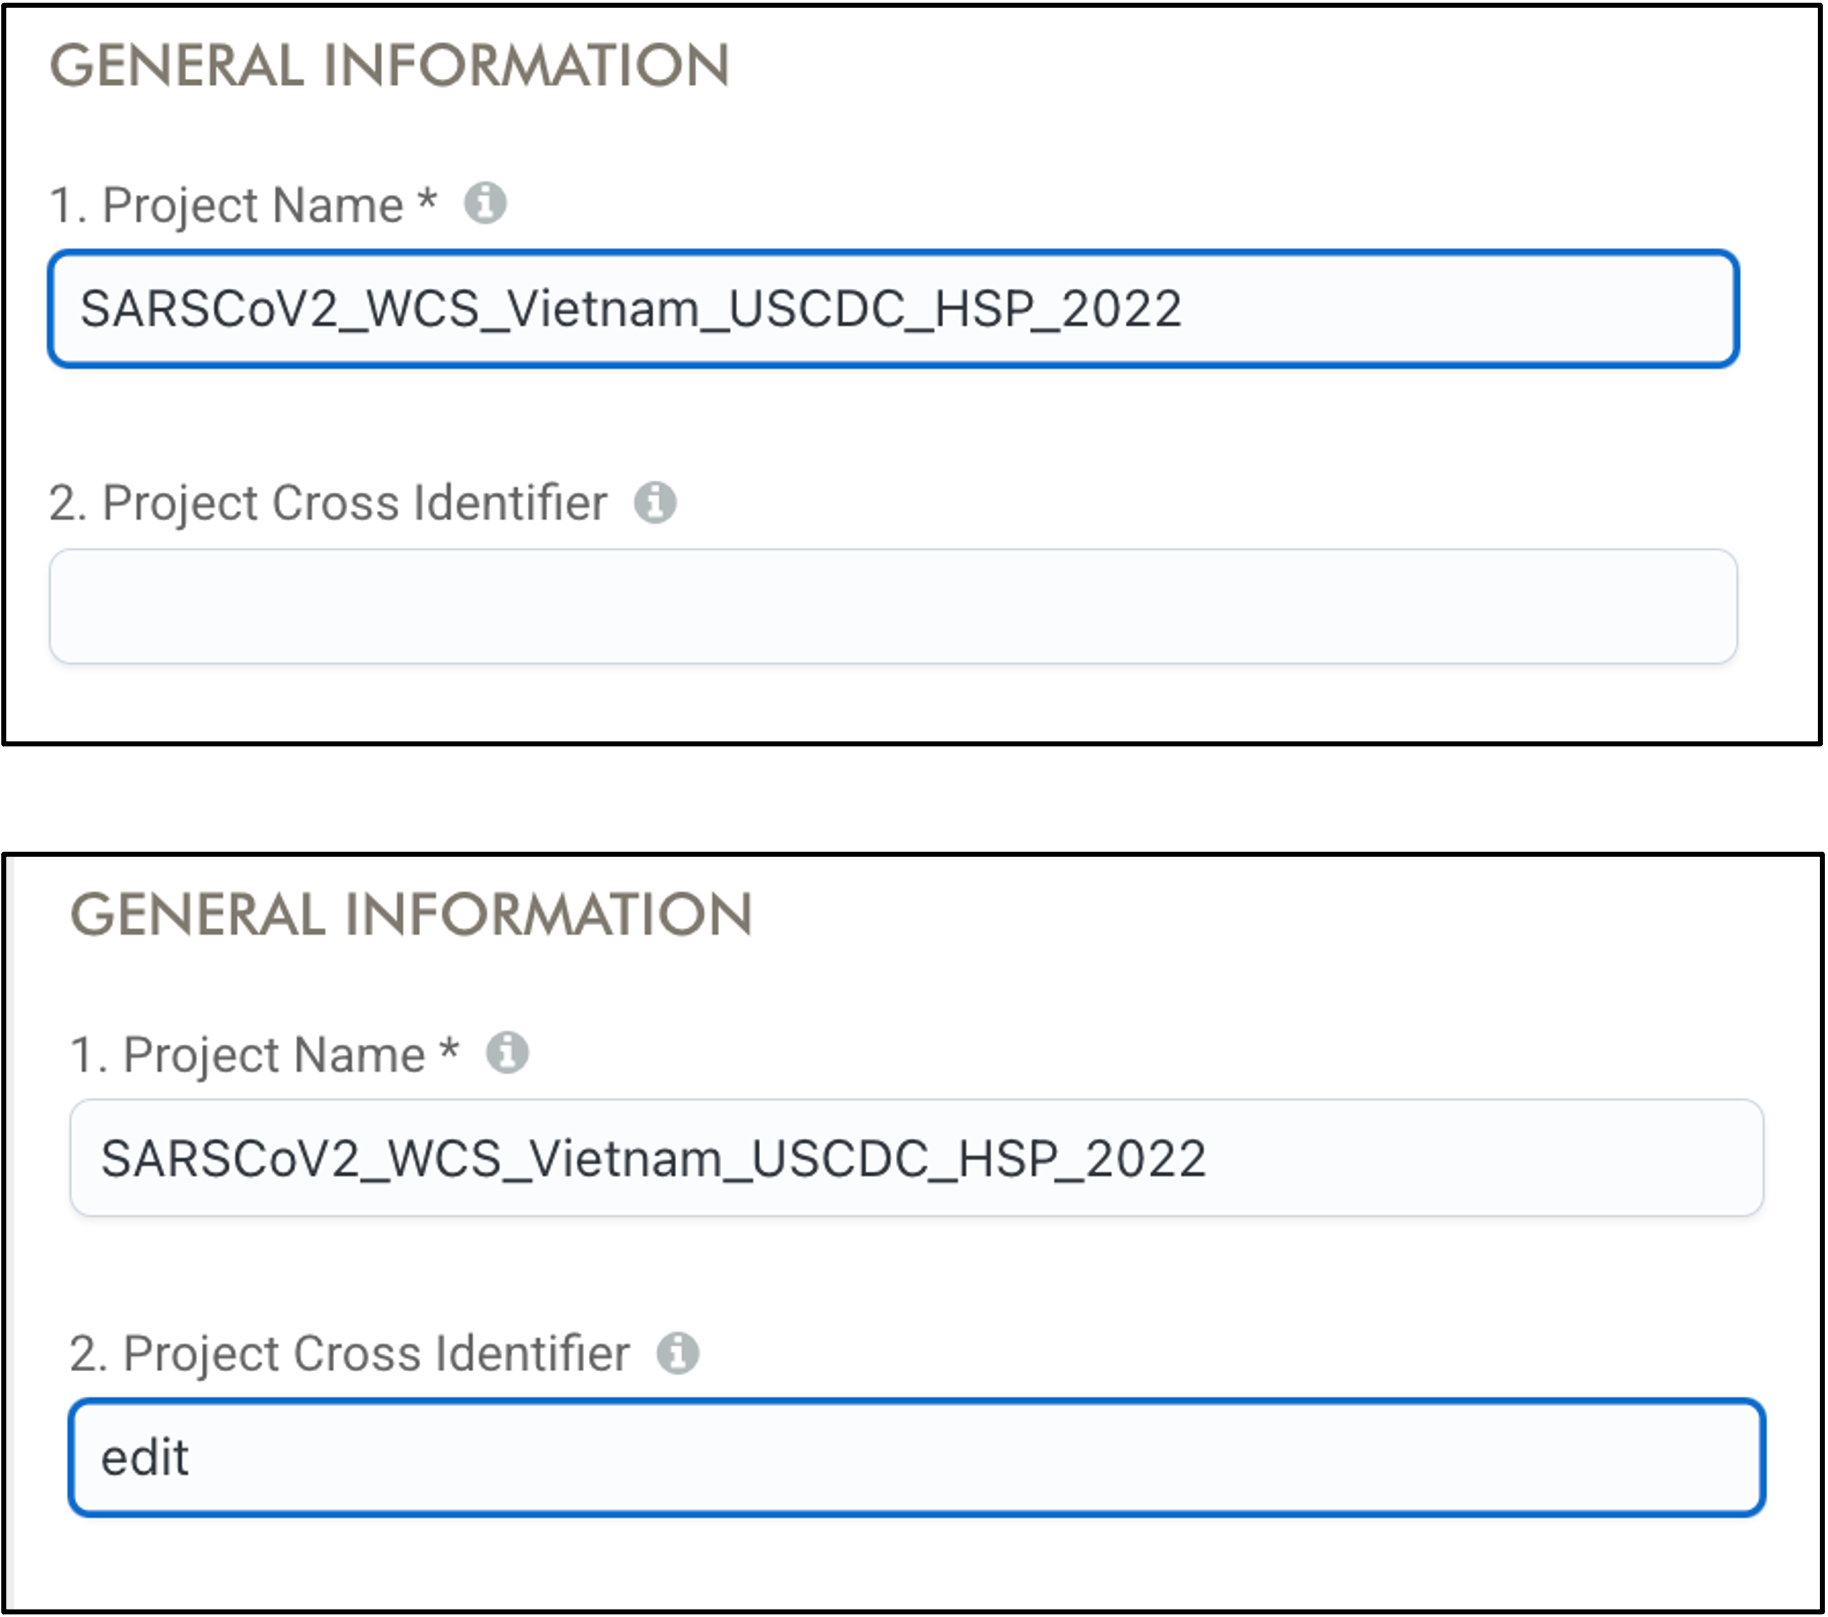 GENERAL INFORMATION
1. Project Name *
SARSCoV2_WCS_Vietnam_USCDC_HSP_2022
2. Project Cross Identifier
GENERAL INFORMATION
1. Project Name *
SARSCoV2_WCS_Vietnam_USCDC_HSP_2022
2. Project Cross Identifier
edit